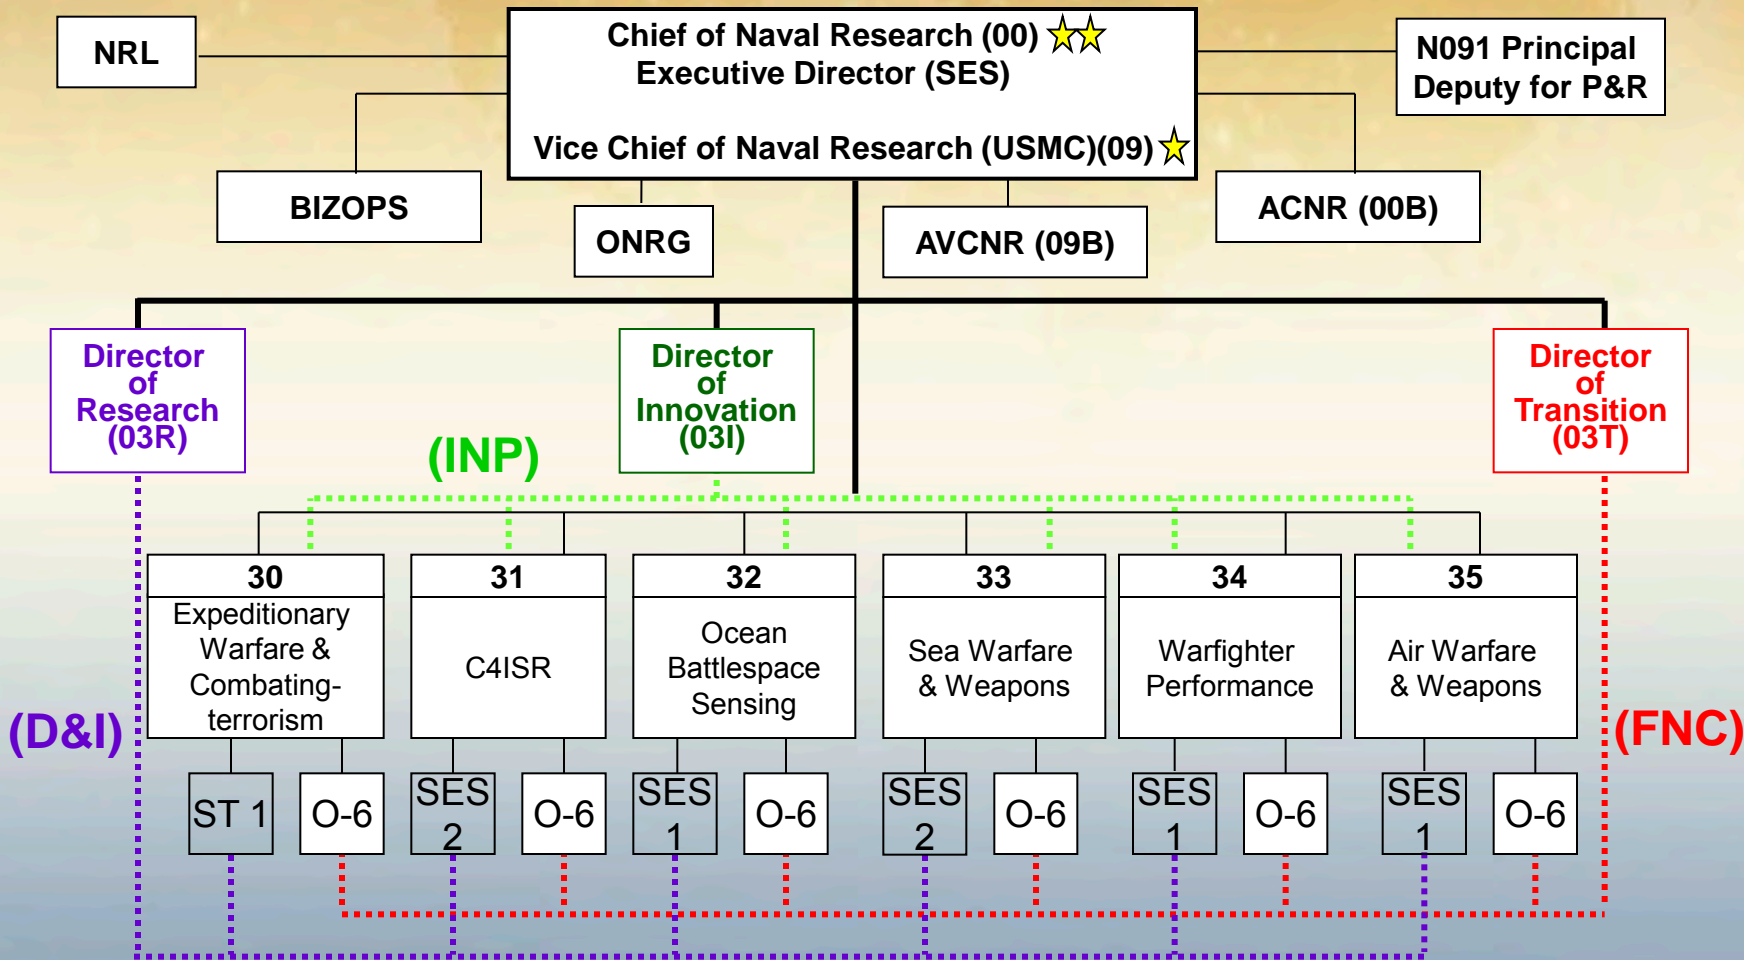 NRL
Chief of Naval Research (00)
Executive Director (SES)
Vice Chief of Naval Research (USMC)(09)
N091 Principal
Deputy for P&R
BIZOPS
ONRG
AVCNR (09B)
ACNR (00B)
Director
of
Research
(03R)
Director
of
Innovation
(03I)
Director
of
Transition
(03T)
(INP)
30
Expeditionary
Warfare &
Combating-
terrorism
31
C4ISR
32
Ocean
Battlespace
Sensing
33
Sea Warfare
& Weapons
34
Warfighter
Performance
35
Air Warfare
& Weapons
(D&I)
(FNC)
ST 1
O-6
SES
2
O-6
SES
1
O-6
SES
2
O-6
SES
1
O-6
SES
1
O-6